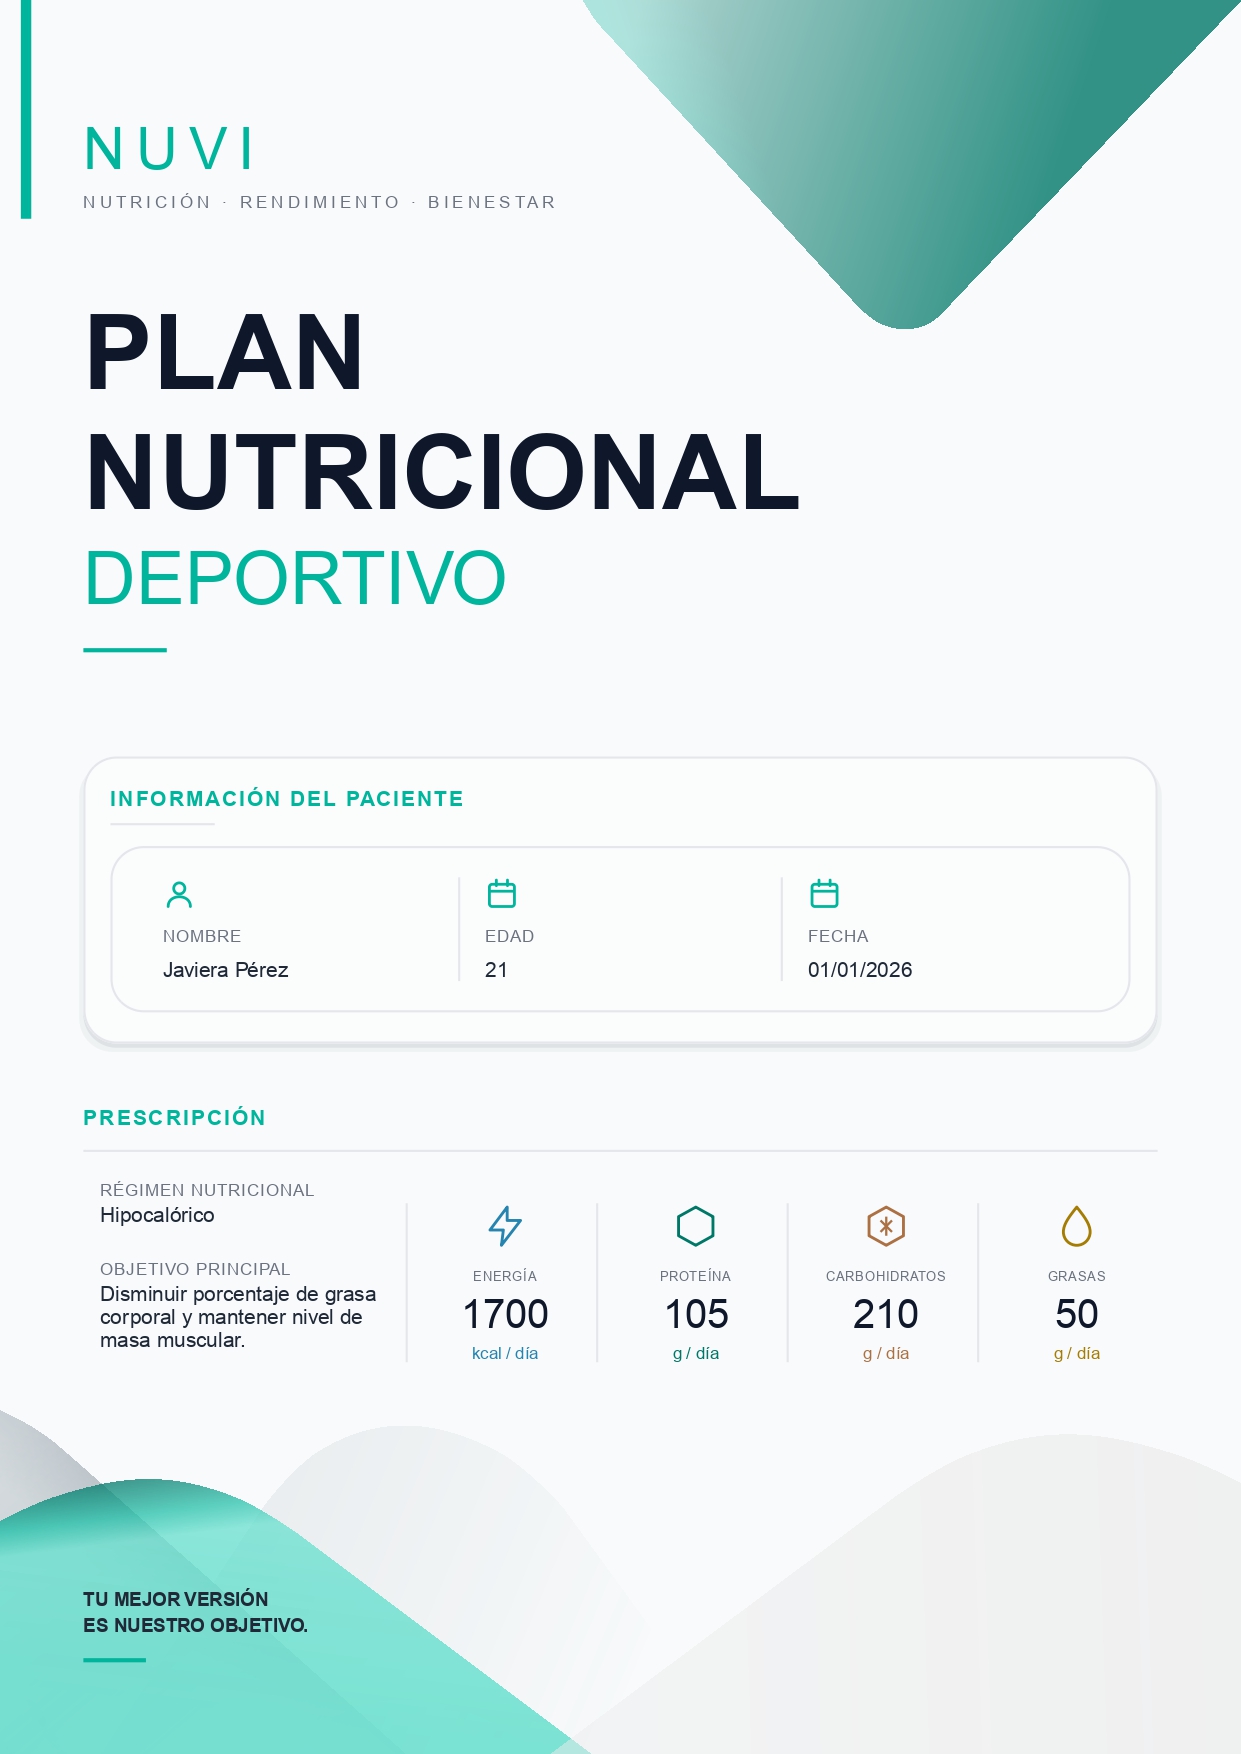 NUVI
NUTRICIÓN · RENDIMIENTO · BIENESTAR
PLAN
NUTRICIONAL
DEPORTIVO
INFORMACIÓN DEL PACIENTE
NOMBRE
Javiera Pérez
EDAD
21
FECHA
01/01/2026
PRESCRIPCIÓN
RÉGIMEN NUTRICIONAL
Hipocalórico
OBJETIVO PRINCIPAL
Disminuir porcentaje de grasa
corporal y mantener nivel de
masa muscular.
ENERGÍA
1700
kcal / día
PROTEÍNA
105
g / día
CARBOHIDRATOS
210
g / día
GRASAS
50
g / día
TU MEJOR VERSIÓN
ES NUESTRO OBJETIVO.